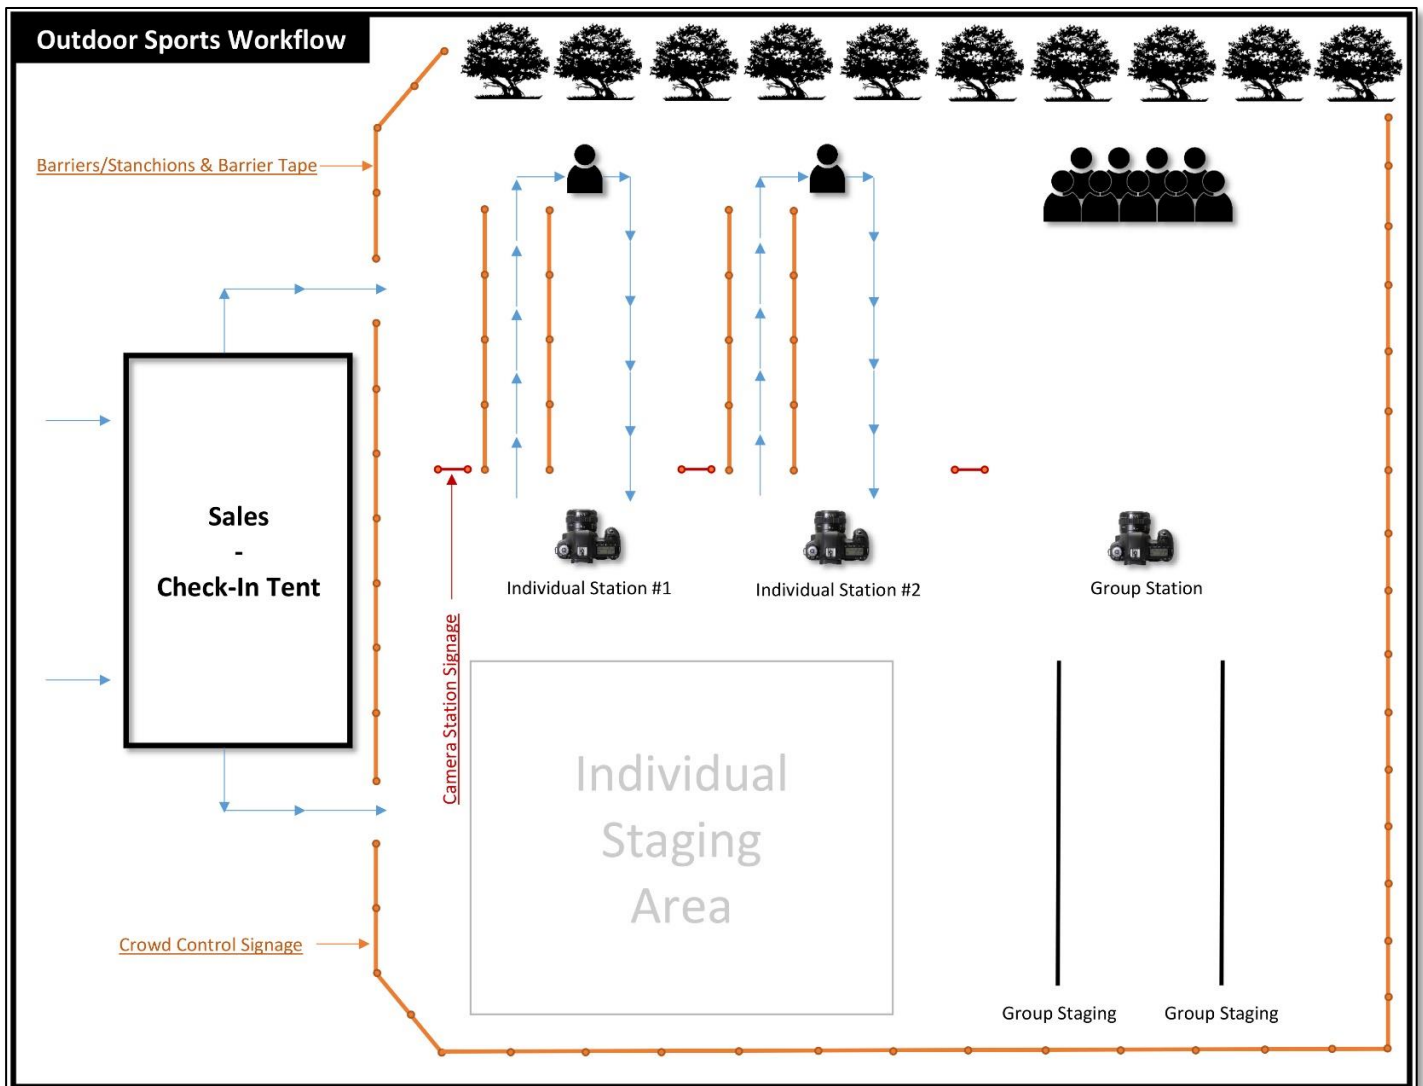 Outdoor Sports Workflow
Barriers/Stanchions & Barrier Tape
Sales
-
Check-In Tent
Individual Station #1
Individual Station #2
Group Station
Camera Station Signage
Individual
Staging
Area
Crowd Control Signage
Group Staging
Group Staging